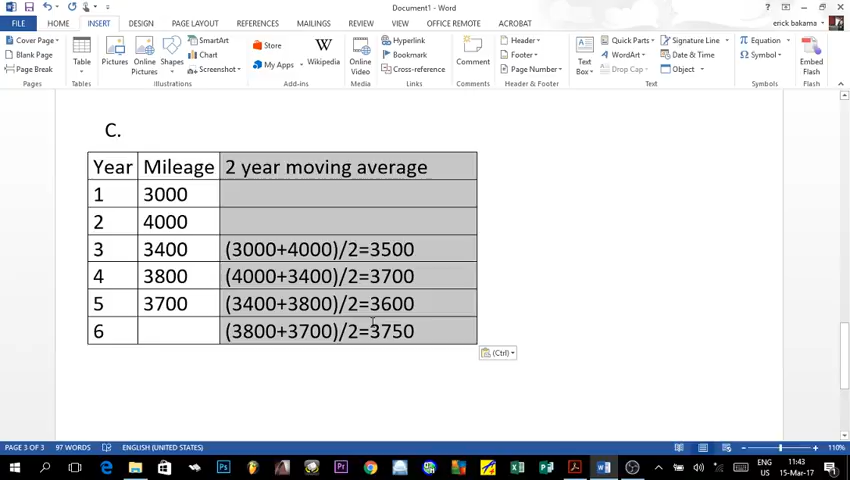 Document1 - Word
FILE HOME INSERT DESIGN PAGE LAYOUT REFERENCES MAILINGS REVIEW VIEW OFFICE REMOTE ACROBAT erick bakama
Cover Page
Blank Page
Page Break
Pages
Table
Tables
Pictures
Online Pictures
Shapes
SmartArt
Chart
Screenshot
Illustrations
Store
My Apps
Wikipedia
Add-ins
Online Video
Media
Hyperlink
Bookmark
Cross-reference
Links
Comment
Comments
Header
Footer
Page Number
Header & Footer
Text Box
Quick Parts
WordArt
Drop Cap
Signature Line
Date & Time
Object
Text
Equation
Symbol
Symbols
Embed Flash
Flash
C.
Year Mileage 2 year moving average
1 3000
2 4000
3 3400 (3000+4000)/2=3500
4 3800 (4000+3400)/2=3700
5 3700 (3400+3800)/2=3600
6 (3800+3700)/2=3750
(Ctrl)
PAGE 3 OF 3 97 WORDS ENGLISH (UNITED STATES) 110%
ENG 11:43
US 15-Mar-17